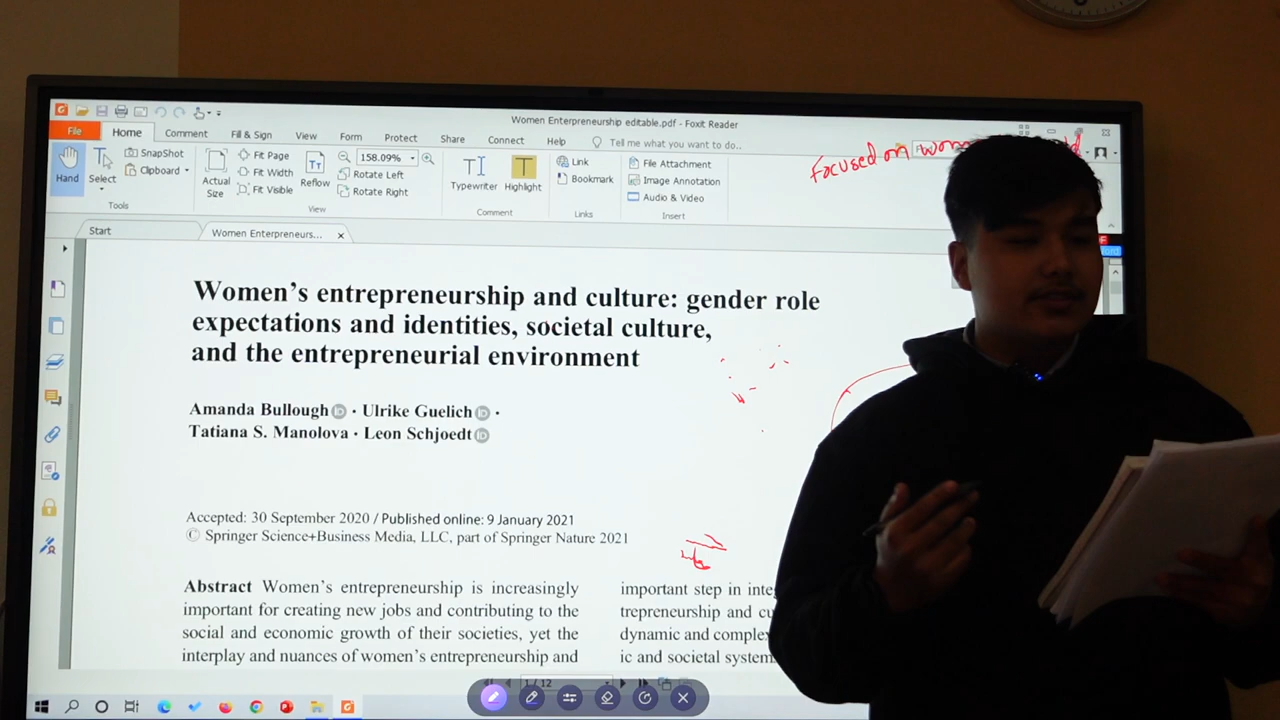 Women Enterpreneurship editable.pdf - Foxit Reader
File Home Comment Fill & Sign View Form Protect Share Connect Help Tell me what you want to do..
Focused on
Hand
Select
SnapShot
Clipboard
Tools
Actual Size
Fit Page
Fit Width
Fit Visible
Reflow
158.09%
Rotate Left
Rotate Right
View
Typewriter
Highlight
Comment
Link
Bookmark
Links
File Attachment
Image Annotation
Audio & Video
Insert
Start
Women Enterpreneurs...
Women's entrepreneurship and culture: gender role
expectations and identities, societal culture,
and the entrepreneurial environment
Amanda Bullough · Ulrike Guelich ·
Tatiana S. Manolova · Leon Schjoedt
Accepted: 30 September 2020 / Published online: 9 January 2021
© Springer Science+Business Media, LLC, part of Springer Nature 2021
Abstract Women's entrepreneurship is increasingly
important for creating new jobs and contributing to the
social and economic growth of their societies, yet the
interplay and nuances of women's entrepreneurship and
important step in
trepreneurship and
dynamic and
ic and societal
1 / 12